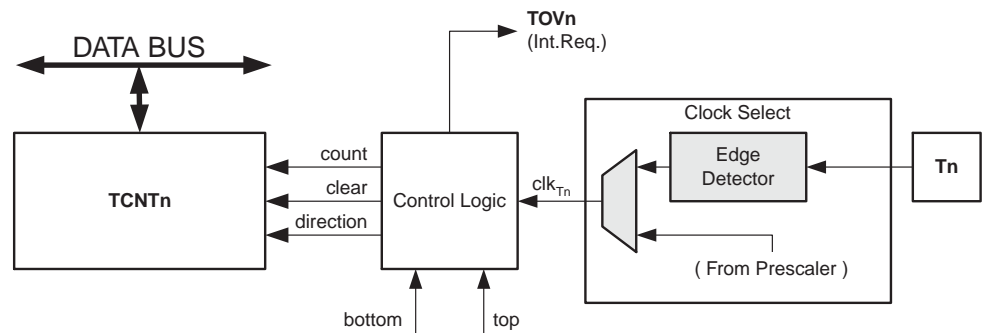 TOVn
(Int.Req.)
DATA BUS
Clock Select
TCNTn
count
clear
direction
Control Logic
clkTn
Edge
Detector
Tn
( From Prescaler )
bottom
top